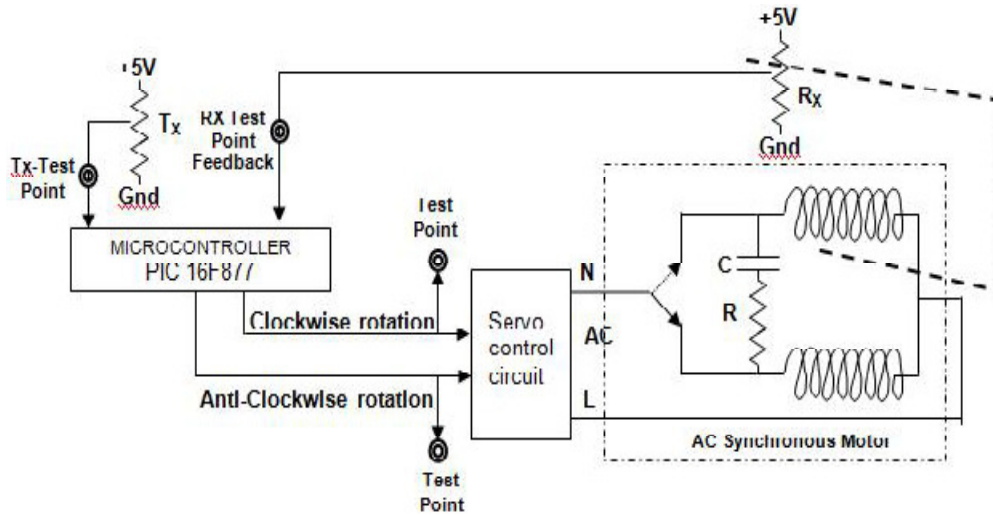 +5V
+5V
Tx
RX Test
Point
Feedback
Rx
Tx-Test
Point
Gnd
Gnd
MICROCONTROLLER
PIC 16F877
Test
Point
N
C
Clockwise rotation
Servo
control
circuit
AC
R
Anti-Clockwise rotation
L
AC Synchronous Motor
Test
Point